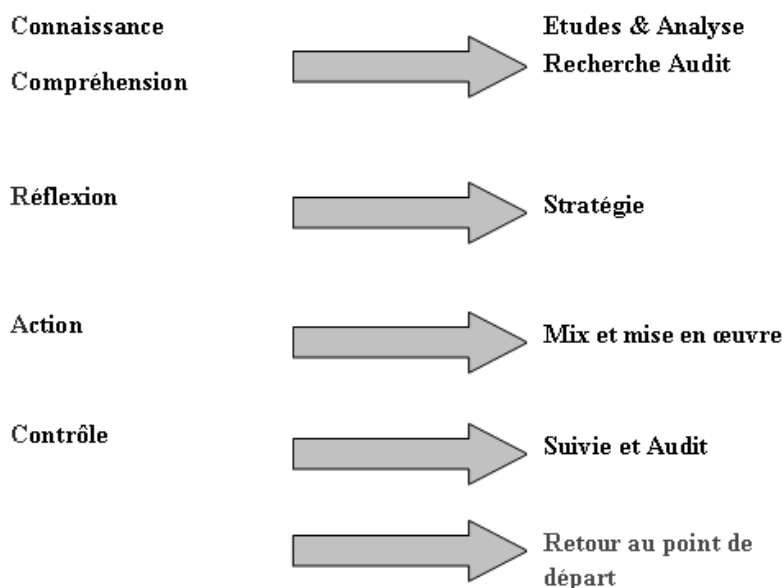 Connaissance
Etudes & Analyse
Compréhension
Recherche Audit
Réflexion
Stratégie
Action
Mix et mise en œuvre
Contrôle
Suivie et Audit
Retour au point de
départ